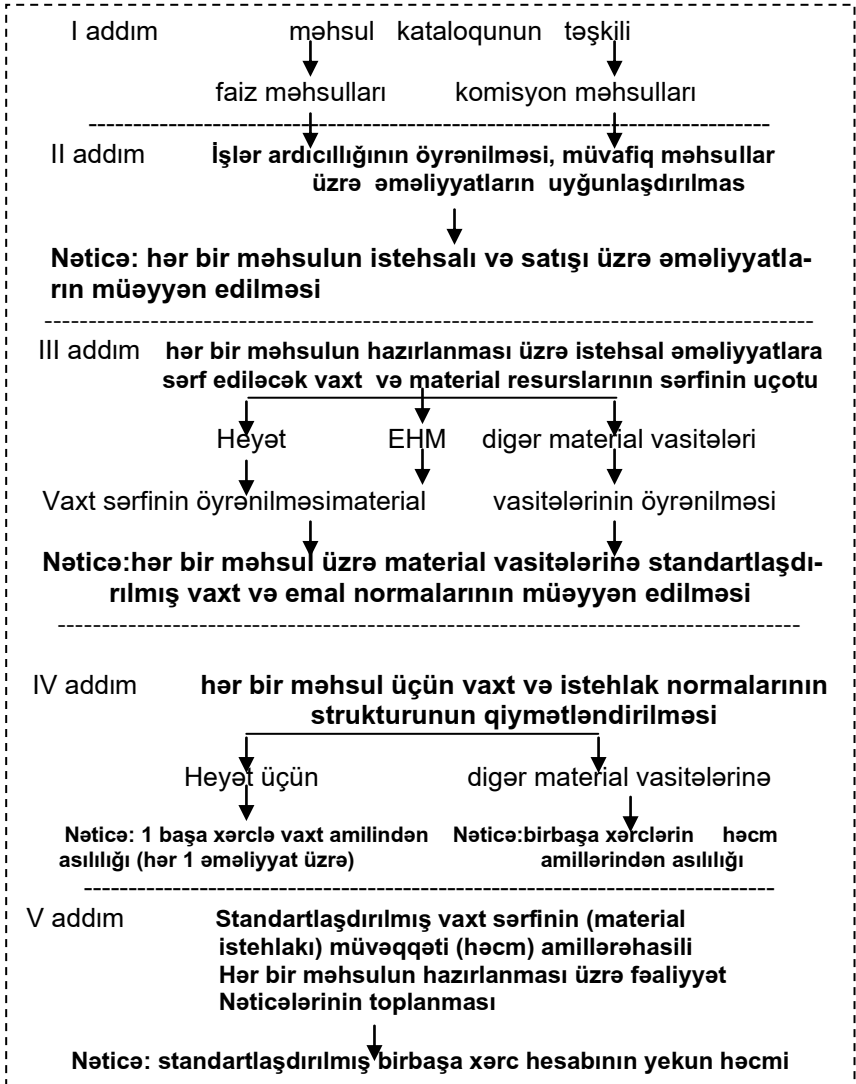 I addım məhsul kataloqunun təşkili
faiz məhsulları komisyon məhsulları
II addım İşlər ardıcıllığının öyrənilməsi, müvafiq məhsullar
üzrə əməliyyatların uyğunlaşdırılmas
Nəticə: hər bir məhsulun istehsalı və satışı üzrə əməliyyatla-
rın müəyyən edilməsi
III addım hər bir məhsulun hazırlanması üzrə istehsal əməliyyatlara
sərf ediləcək vaxt və material resurslarının sərfinin uçotu
Heyət EHM digər material vasitələri
Vaxt sərfinin öyrənilməsimaterial vasitələrinin öyrənilməsi
Nəticə:hər bir məhsul üzrə material vasitələrinə standartlaşdı-
rılmış vaxt və emal normalarının müəyyən edilməsi
IV addım hər bir məhsul üçün vaxt və istehlak normalarının
strukturunun qiymətləndirilməsi
Heyət üçün digər material vasitələrinə
Nəticə: 1 başa xərclə vaxt amilindən Nəticə:birbaşa xərclərin həcm
asılılığı (hər 1 əməliyyat üzrə) amillərindən asılılığı
V addım Standartlaşdırılmış vaxt sərfinin (material
istehlakı) müvəqqəti (həcm) amillərəhasili
Hər bir məhsulun hazırlanması üzrə fəaliyyət
Nəticələrinin toplanması
Nəticə: standartlaşdırılmış birbaşa xərc hesabının yekun həcmi